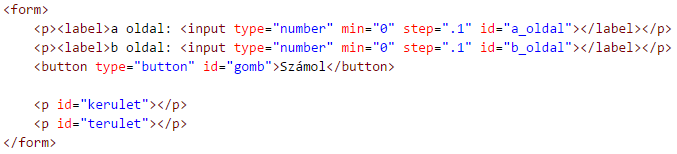 <form>
    <p><label>a oldal: <input type="number" min="0" step=".1" id="a_oldal"></label></p>
    <p><label>b oldal: <input type="number" min="0" step=".1" id="b_oldal"></label></p>
    <button type="button" id="gomb">Számol</button>

    <p id="kerulet"></p>
    <p id="terulet"></p>
</form>